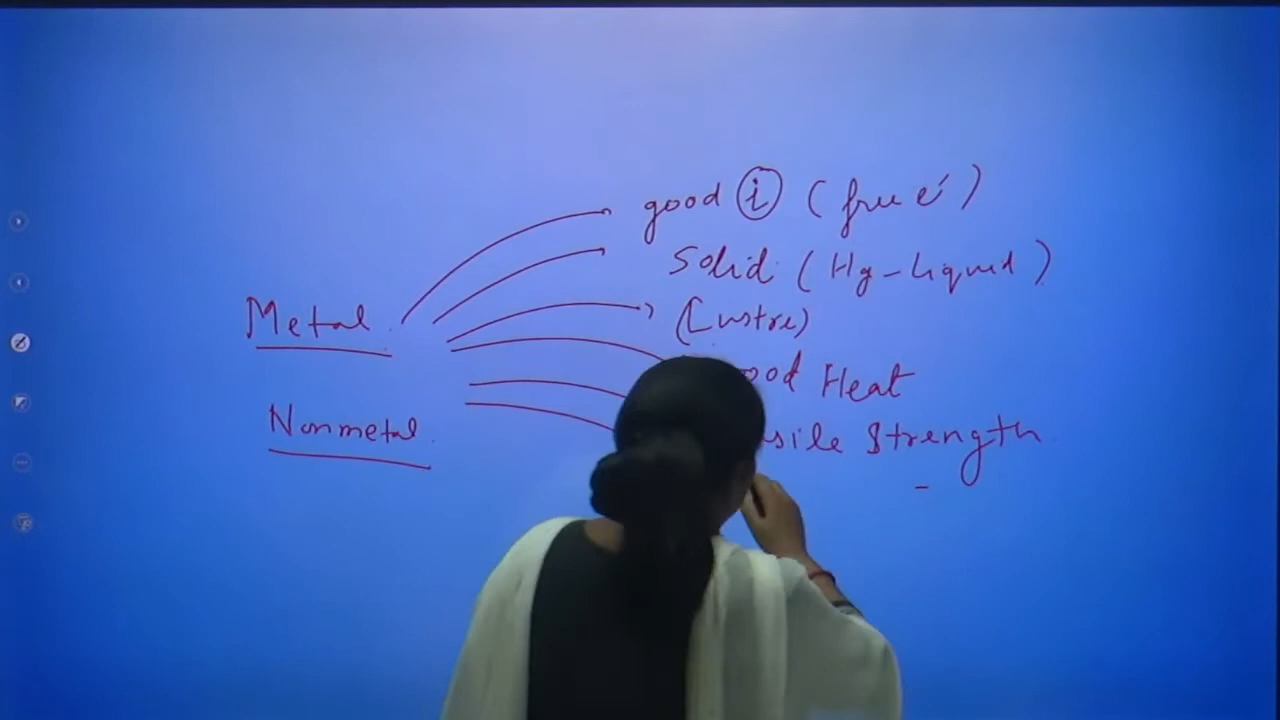 good i (free e-)
Solid (Hg-Liquid)
Metal
(Lustre)
ood Heat
Nonmetal
sile Strength